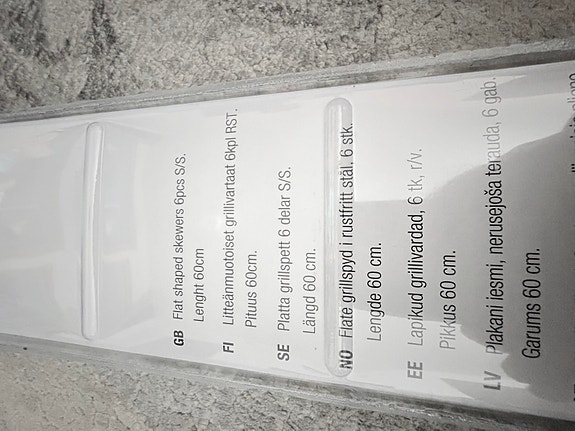 GB Flat shaped skewers 6pcs S/S.
Lenght 60cm
FI Litteänmuotoiset grillivartaat 6kpl RST.
Pituus 60cm.
SE Platta grillspett 6 delar S/S.
Längd 60 cm.
NO Flate grillspyd i rustfritt stål, 6 stk.
Lengde 60 cm.
EE Lapikud grillivardad, 6 tk, r/v.
Pikkus 60 cm.
LV Plakani iesmi, nerusejoša tērauda, 6 gab.
Garums 60 cm.